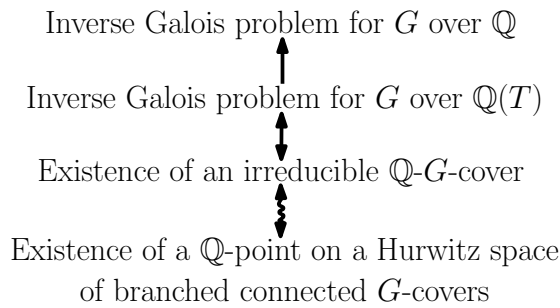 Inverse Galois problem for G over ℚ
Inverse Galois problem for G over ℚ(T)
Existence of an irreducible ℚ-G-cover
Existence of a ℚ-point on a Hurwitz space
of branched connected G-covers